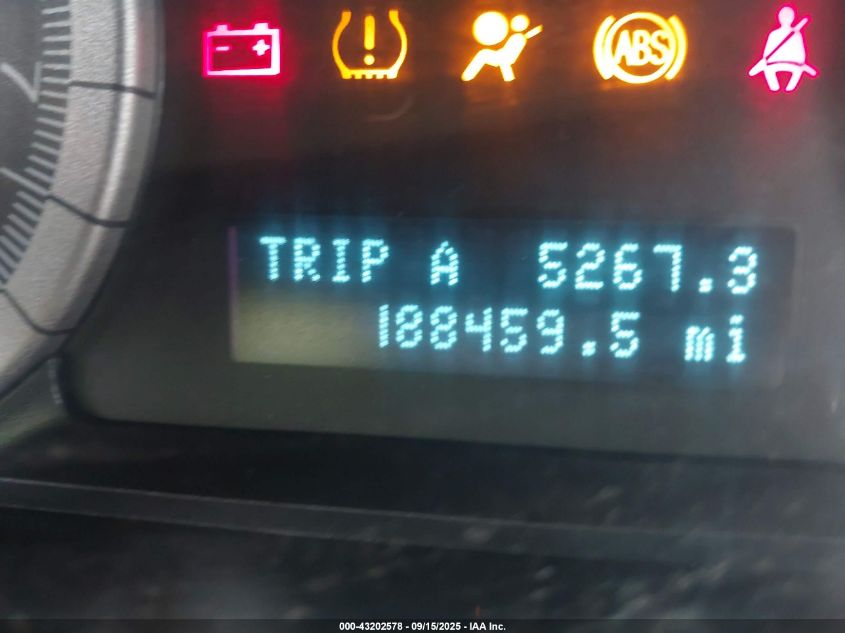 ABS
TRIP A 5267.3
188459.5 mi
000-43202578 - 09/15/2025 - IAA Inc.